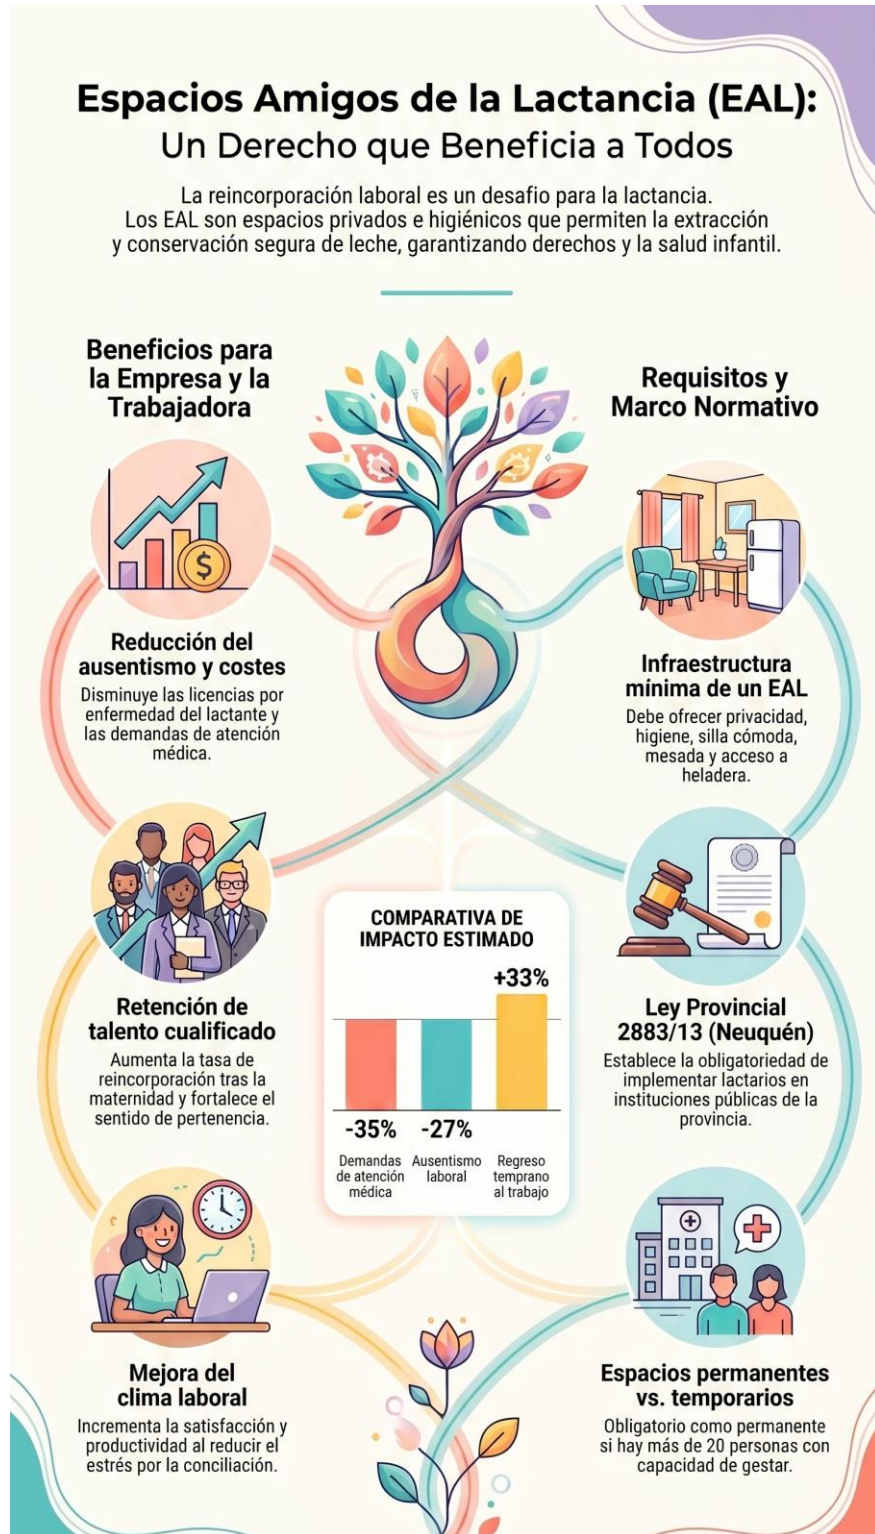 Espacios Amigos de la Lactancia (EAL):
Un Derecho que Beneficia a Todos
La reincorporación laboral es un desafio para la lactancia.
Los EAL son espacios privados e higiénicos que permiten la extracción
y conservación segura de leche, garantizando derechos y la salud infantil.
Beneficios para
la Empresa y la
Trabajadora
$
Reducción del
ausentismo y costes
Disminuye las licencias por
enfermedad del lactante y
las demandas de atención
médica.
Retención de
talento cualificado
Aumenta la tasa de
reincorporación tras la
maternidad y fortalece el
sentido de pertenencia.
Mejora del
clima laboral
Incrementa la satisfacción y
productividad al reducir el
estrés por la conciliación.
COMPARATIVA DE
IMPACTO ESTIMADO
+33%
-35% -27%
Demandas
de atención
médica
Ausentismo
laboral
Regreso
temprano
al trabajo
Requisitos y
Marco Normativo
Infraestructura
mínima de un EAL
Debe ofrecer privacidad,
higiene, silla cómoda,
mesada y acceso a
heladera.
Ley Provincial
2883/13 (Neuquén)
Establece la obligatoriedad de
implementar lactarios en
instituciones públicas de la
provincia.
Espacios permanentes
vs. temporarios
Obligatorio como permanente
si hay más de 20 personas con
capacidad de gestar.